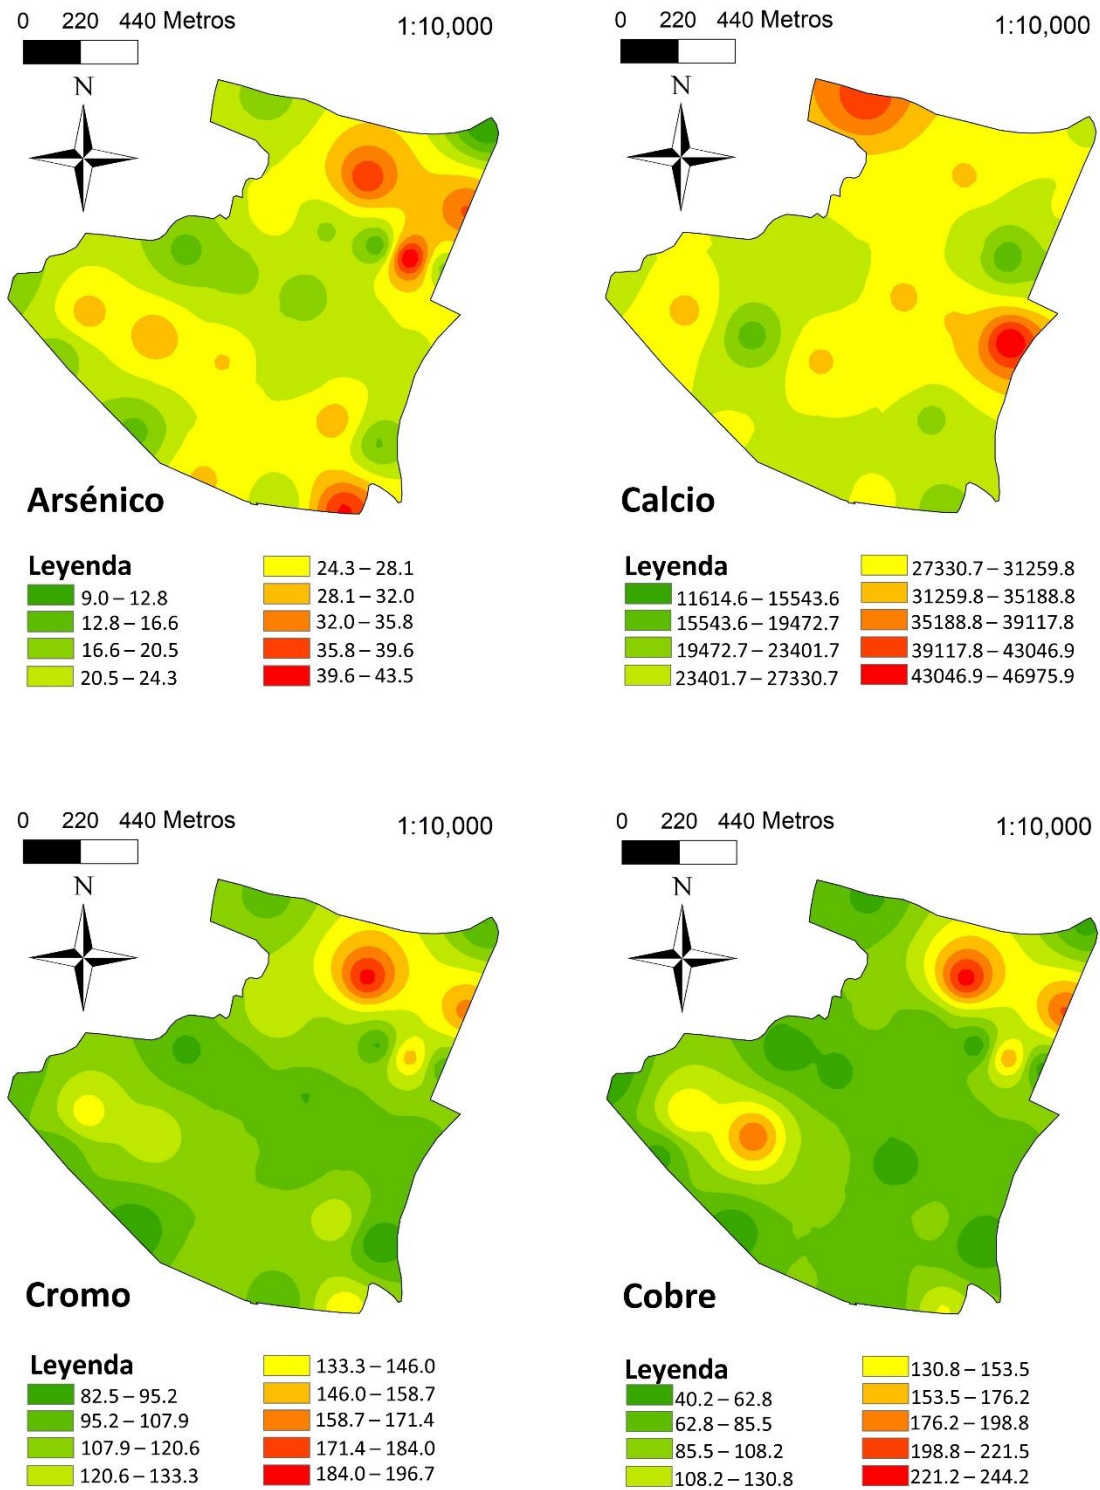 0 220 440 Metros
1:10,000
N
Arsénico
Leyenda
9.0 – 12.8
12.8 – 16.6
16.6 – 20.5
20.5 – 24.3
24.3 – 28.1
28.1 – 32.0
32.0 – 35.8
35.8 – 39.6
39.6 – 43.5
0 220 440 Metros
1:10,000
N
Calcio
Leyenda
11614.6 – 15543.6
15543.6 – 19472.7
19472.7 – 23401.7
23401.7 – 27330.7
27330.7 – 31259.8
31259.8 – 35188.8
35188.8 – 39117.8
39117.8 – 43046.9
43046.9 – 46975.9
0 220 440 Metros
1:10,000
N
Cromo
Leyenda
82.5 – 95.2
95.2 – 107.9
107.9 – 120.6
120.6 – 133.3
133.3 – 146.0
146.0 – 158.7
158.7 – 171.4
171.4 – 184.0
184.0 – 196.7
0 220 440 Metros
1:10,000
N
Cobre
Leyenda
40.2 – 62.8
62.8 – 85.5
85.5 – 108.2
108.2 – 130.8
130.8 – 153.5
153.5 – 176.2
176.2 – 198.8
198.8 – 221.5
221.2 – 244.2